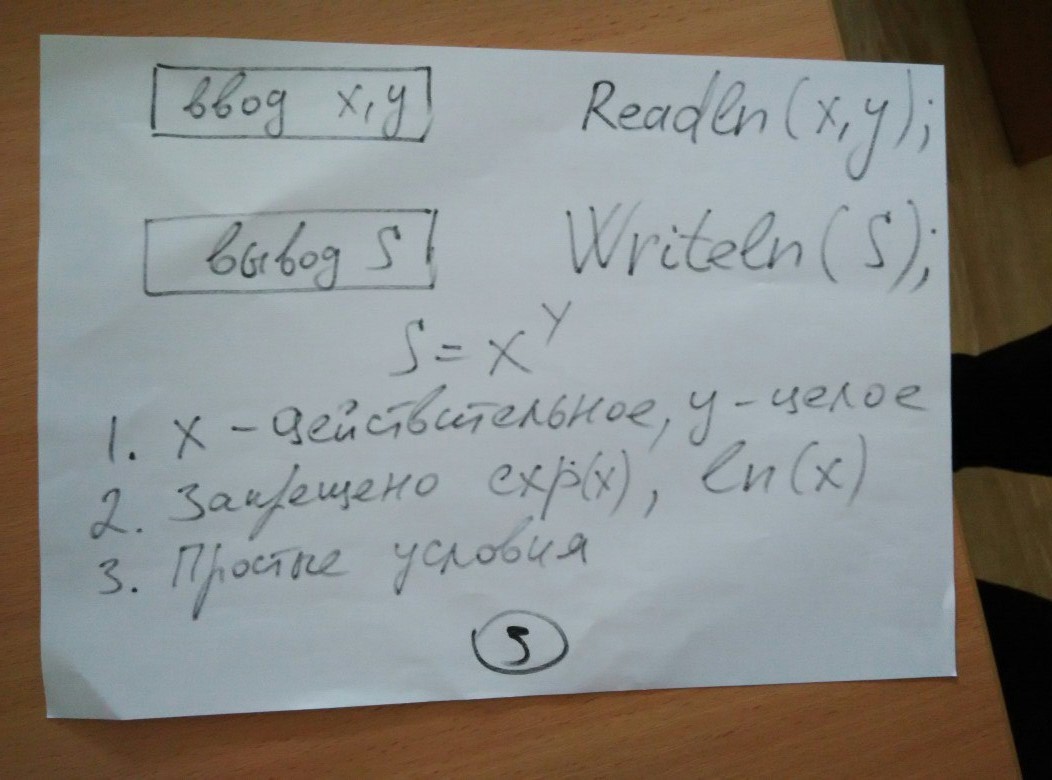 ввод x,y
Readln(x,y);
вывод S
Writeln(S);
S=x^y
1. x - действительное, y - целое
2. Запрещено exp(x), ln(x)
3. Простые условия
5